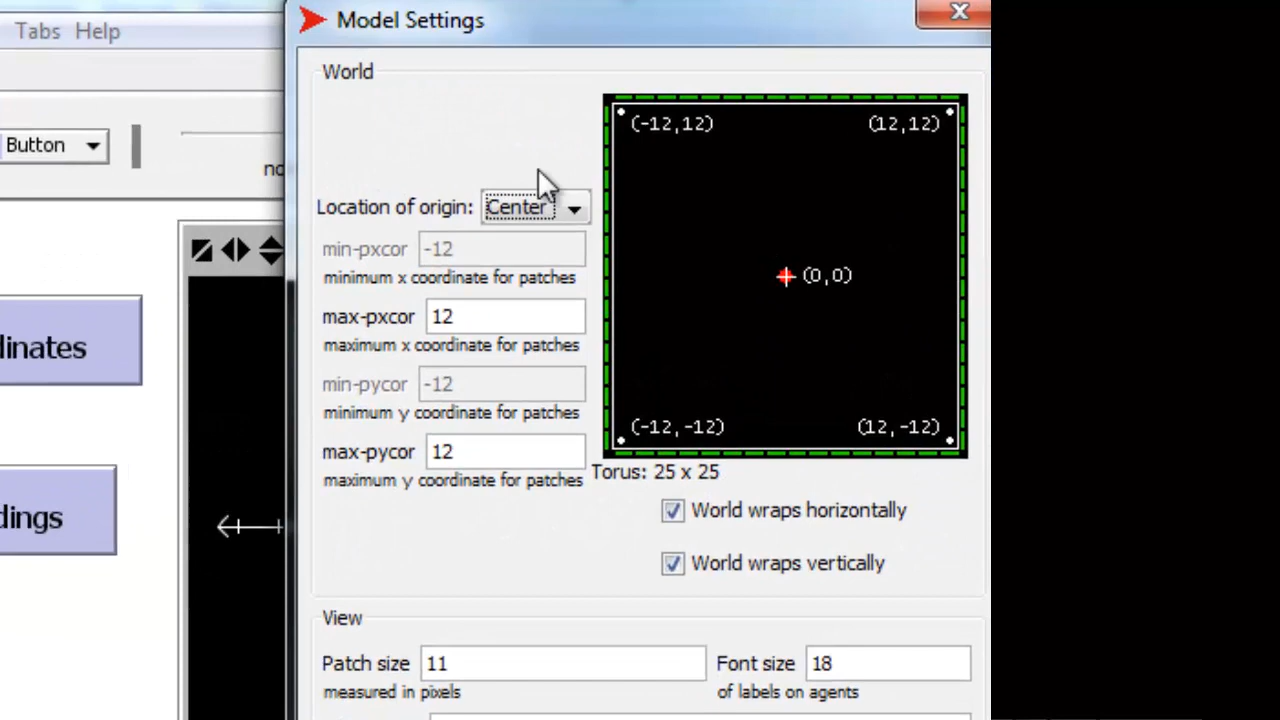 Tabs Help
Model Settings
World
Button
no
Location of origin: Center
min-pxcor -12
minimum x coordinate for patches
max-pxcor 12
maximum x coordinate for patches
min-pycor -12
minimum y coordinate for patches
max-pycor 12
maximum y coordinate for patches
(-12,12) (12,12)
(0,0)
(-12,-12) (12,-12)
Torus: 25 x 25
World wraps horizontally
World wraps vertically
dinates
dings
View
Patch size 11
measured in pixels
Font size 18
of labels on agents